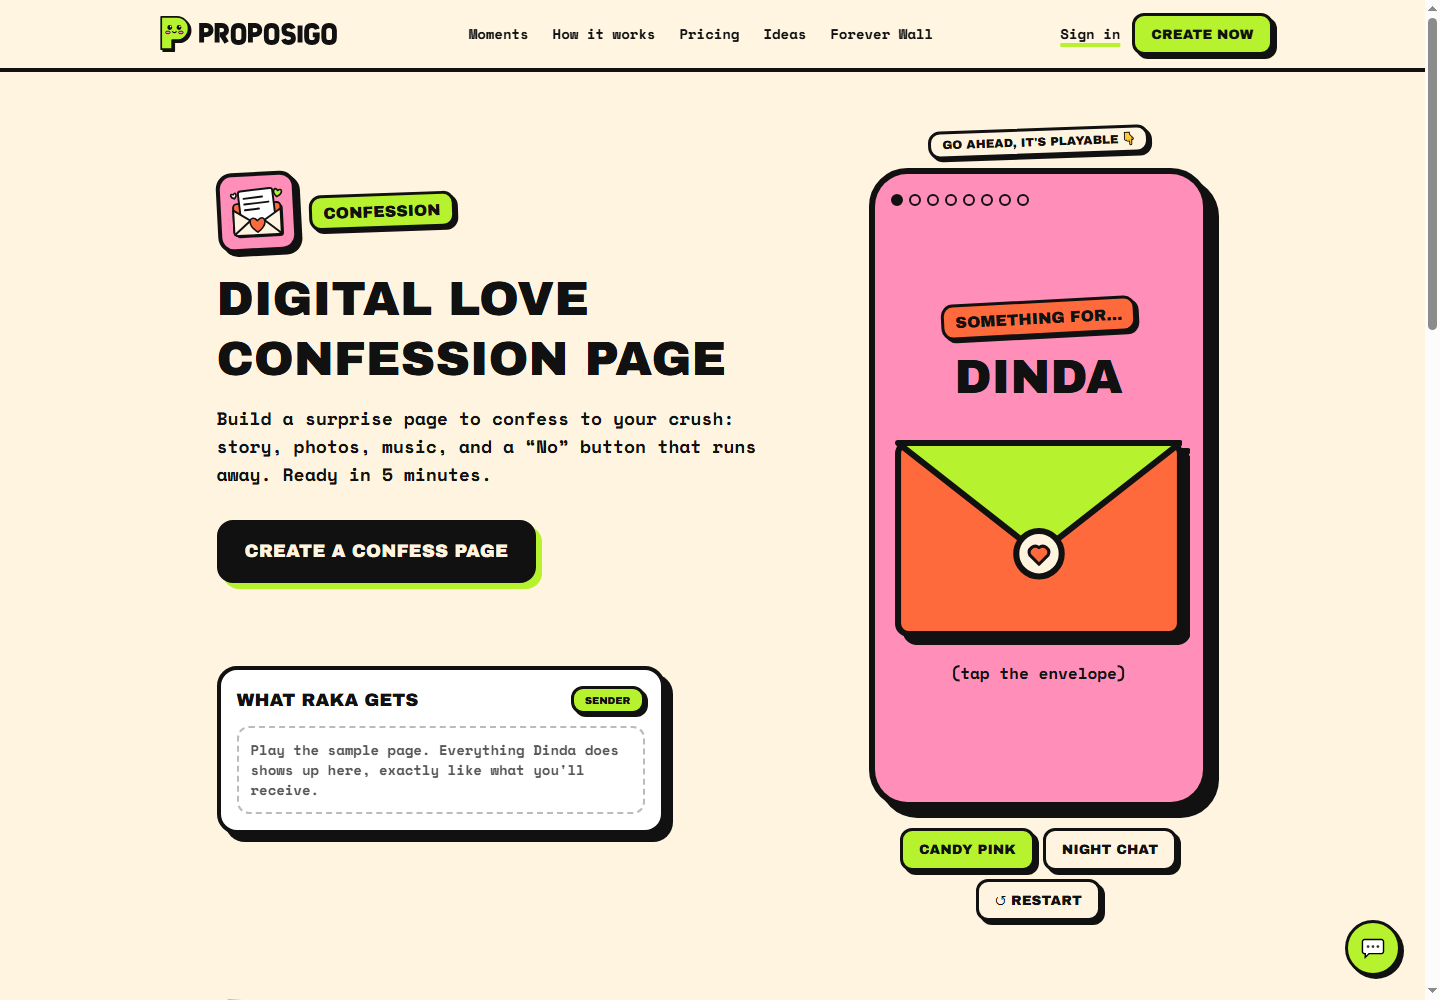 PROPOSIGO
Moments
How it works
Pricing
Ideas
Forever Wall
Sign in
CREATE NOW
CONFESSION
DIGITAL LOVE
CONFESSION PAGE
Build a surprise page to confess to your crush:
story, photos, music, and a “No” button that runs
away. Ready in 5 minutes.
CREATE A CONFESS PAGE
WHAT RAKA GETS
SENDER
Play the sample page. Everything Dinda does
shows up here, exactly like what you'll
receive.
GO AHEAD, IT'S PLAYABLE 👇
SOMETHING FOR...
DINDA
(tap the envelope)
CANDY PINK
NIGHT CHAT
↺ RESTART